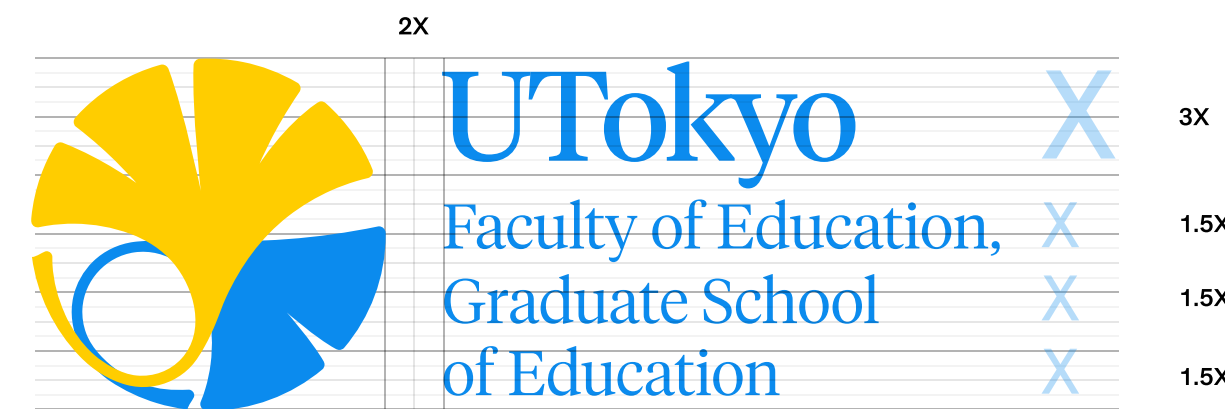 2X
UTokyo X 3X
Faculty of Education, X 1.5X
Graduate School X 1.5X
of Education X 1.5X